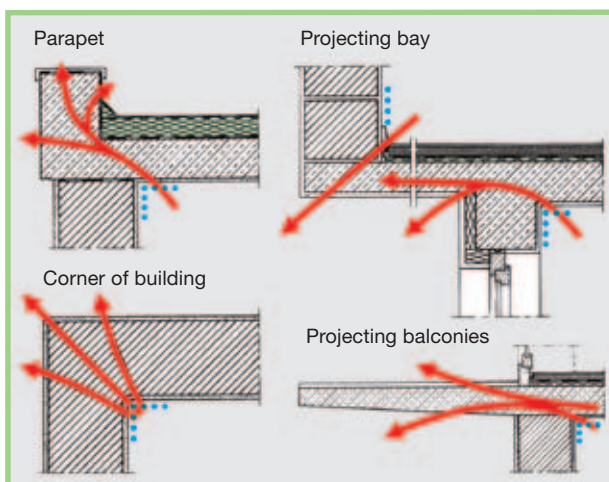 Parapet
Projecting bay
Corner of building
Projecting balconies